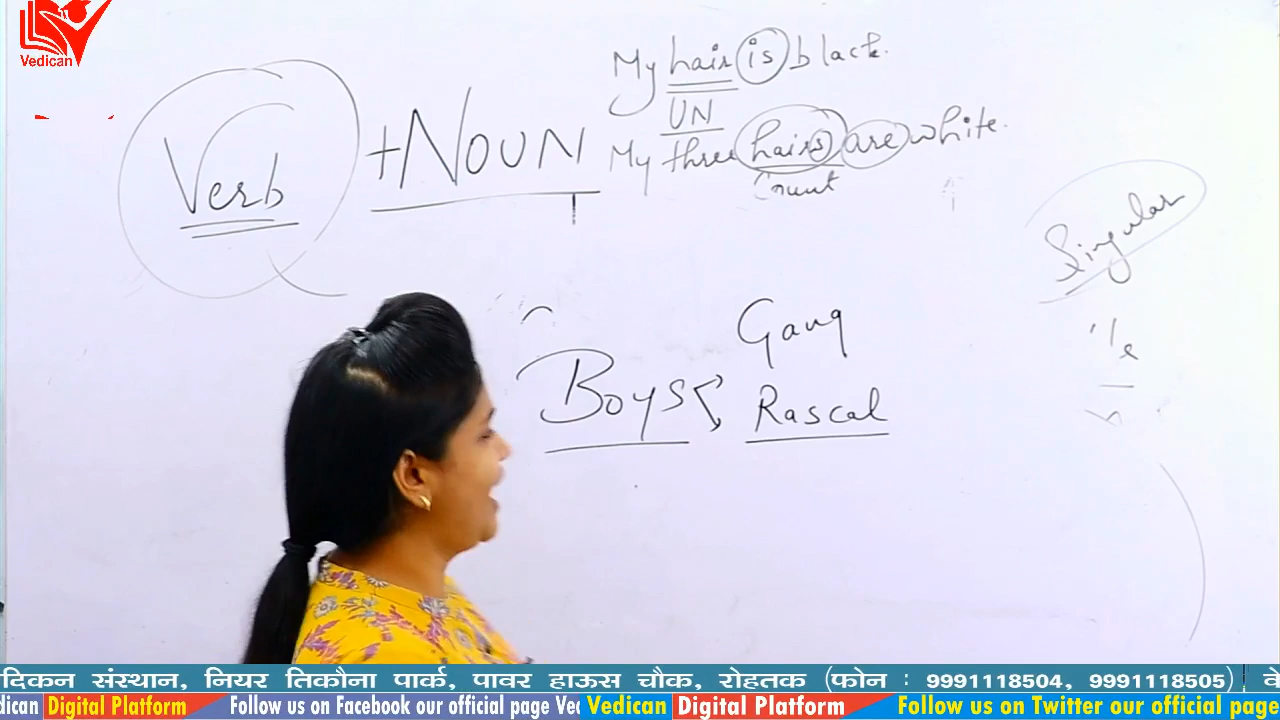 Vedican
My hair is black.
UN
My three hairs are white.
Count
Verb + NOUN
Singular
Gang
Boys
Rascal
दिकन संस्थान, नियर तिकौना पार्क, पावर हाऊस चौक, रोहतक (फोन : 9991118504, 9991118505) वे
dican Digital Platform Follow us on Facebook our official page Vec Vedican Digital Platform Follow us on Twitter our official page